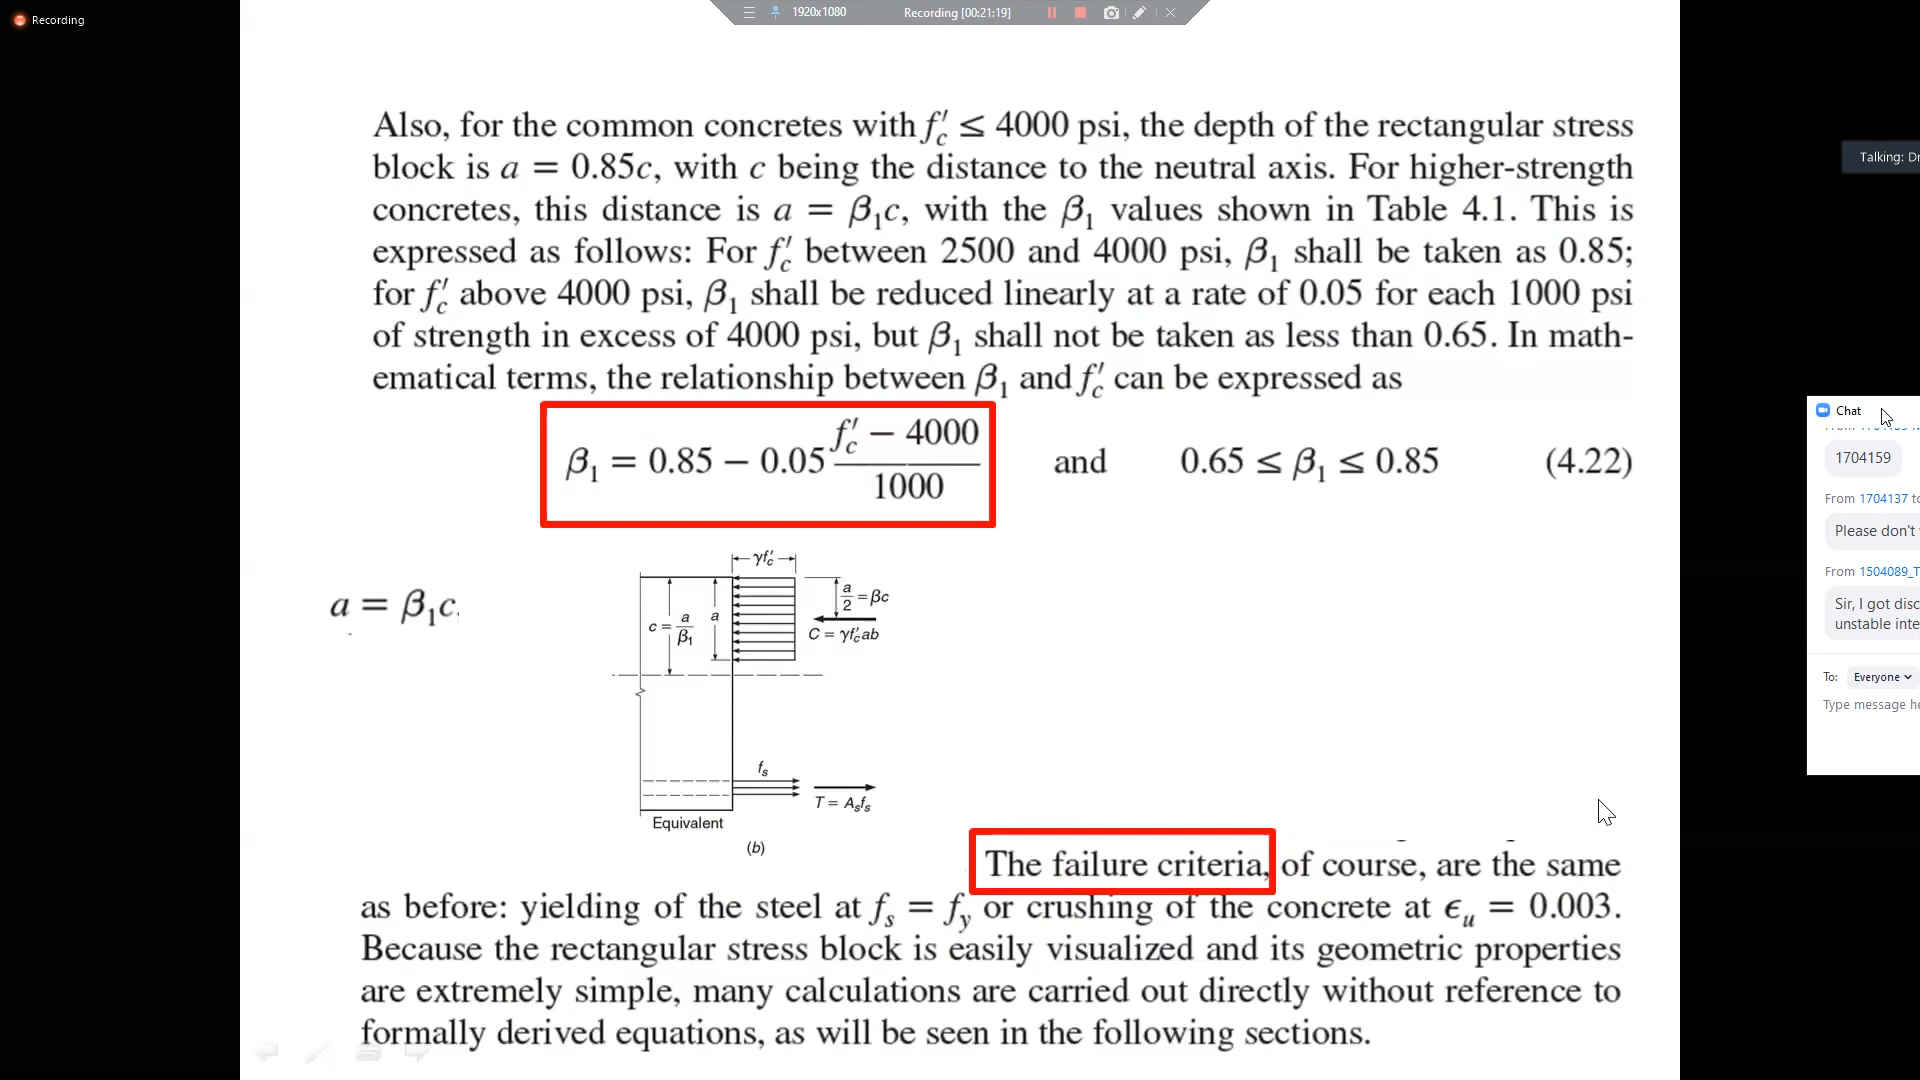 Recording
1920x1080
Recording [00:21:19]
Also, for the common concretes with f′c ≤ 4000 psi, the depth of the rectangular stress
block is a = 0.85c, with c being the distance to the neutral axis. For higher-strength
concretes, this distance is a = β₁c, with the β₁ values shown in Table 4.1. This is
expressed as follows: For f′c between 2500 and 4000 psi, β₁ shall be taken as 0.85;
for f′c above 4000 psi, β₁ shall be reduced linearly at a rate of 0.05 for each 1000 psi
of strength in excess of 4000 psi, but β₁ shall not be taken as less than 0.65. In math-
ematical terms, the relationship between β₁ and f′c can be expressed as
β₁ = 0.85 − 0.05 (f′c − 4000)/1000 and 0.65 ≤ β₁ ≤ 0.85 (4.22)
a = β₁c.
γf′c
c = a/β₁
a
a/2 = βc
C = γf′cab
fs
T = Asfs
Equivalent
(b)
The failure criteria, of course, are the same
as before: yielding of the steel at fs = fy or crushing of the concrete at ϵu = 0.003.
Because the rectangular stress block is easily visualized and its geometric properties
are extremely simple, many calculations are carried out directly without reference to
formally derived equations, as will be seen in the following sections.
Talking:
Chat
1704159
From 1704137 to
Please don't
From 1504089_T
Sir, I got disc
unstable inte
To: Everyone
Type message he